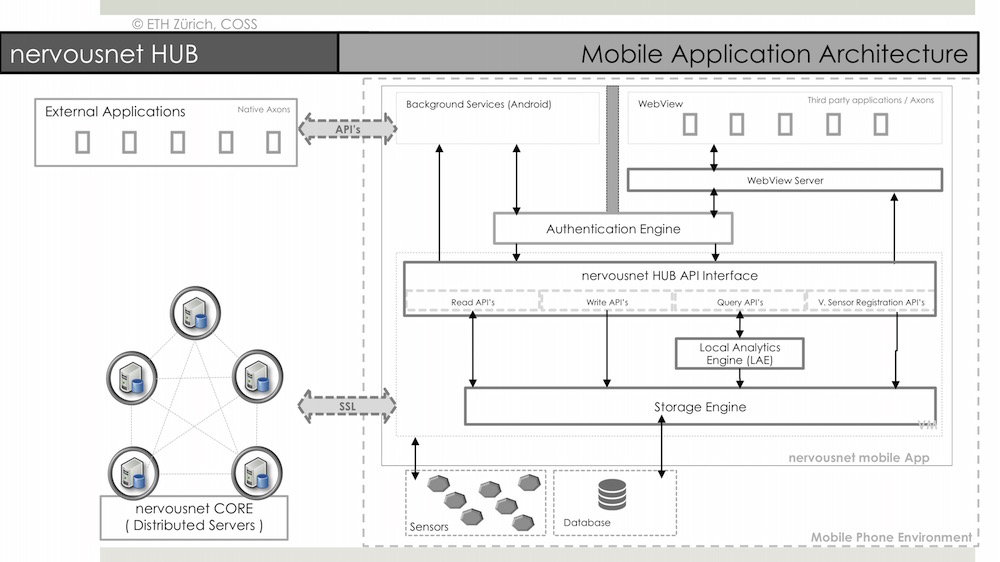 © ETH Zürich, COSS
nervousnet HUB
Mobile Application Architecture
External Applications
Native Axons
API's
Background Services (Android)
WebView
Third party applications / Axons
WebView Server
Authentication Engine
nervousnet HUB API Interface
Read API's
Write API's
Query API's
V. Sensor Registration API's
Local Analytics
Engine (LAE)
SSL
Storage Engine
VM
nervousnet mobile App
nervousnet CORE
( Distributed Servers )
Sensors
Database
Mobile Phone Environment